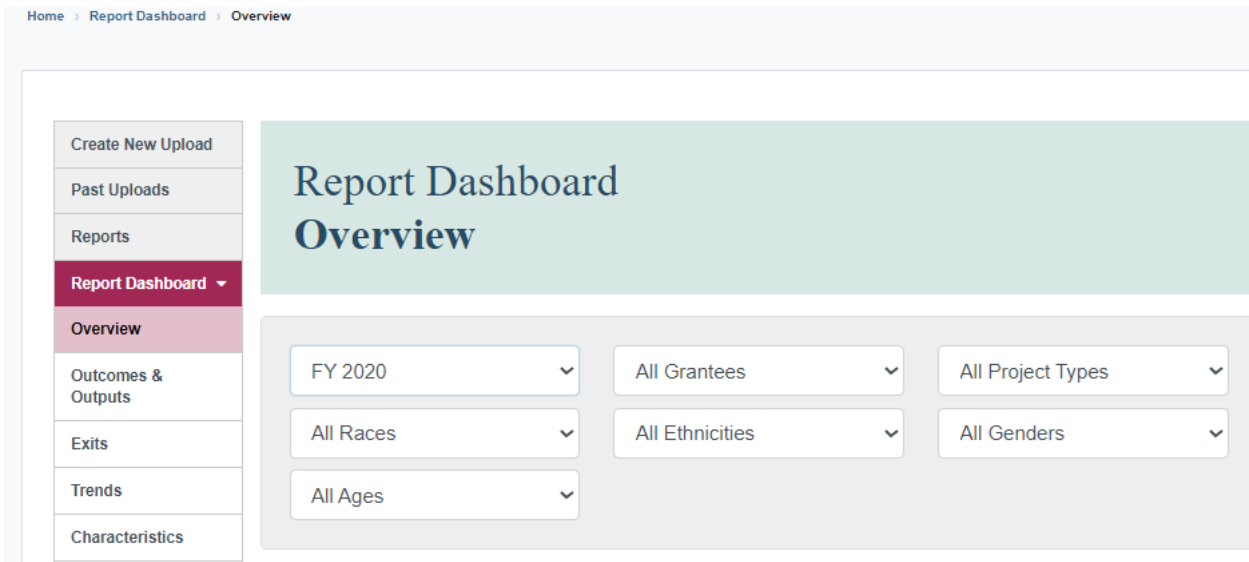 Home › Report Dashboard › Overview
Create New Upload
Past Uploads
Reports
Report Dashboard
Overview
Outcomes &
Outputs
Exits
Trends
Characteristics
Report Dashboard
Overview
FY 2020
All Grantees
All Project Types
All Races
All Ethnicities
All Genders
All Ages